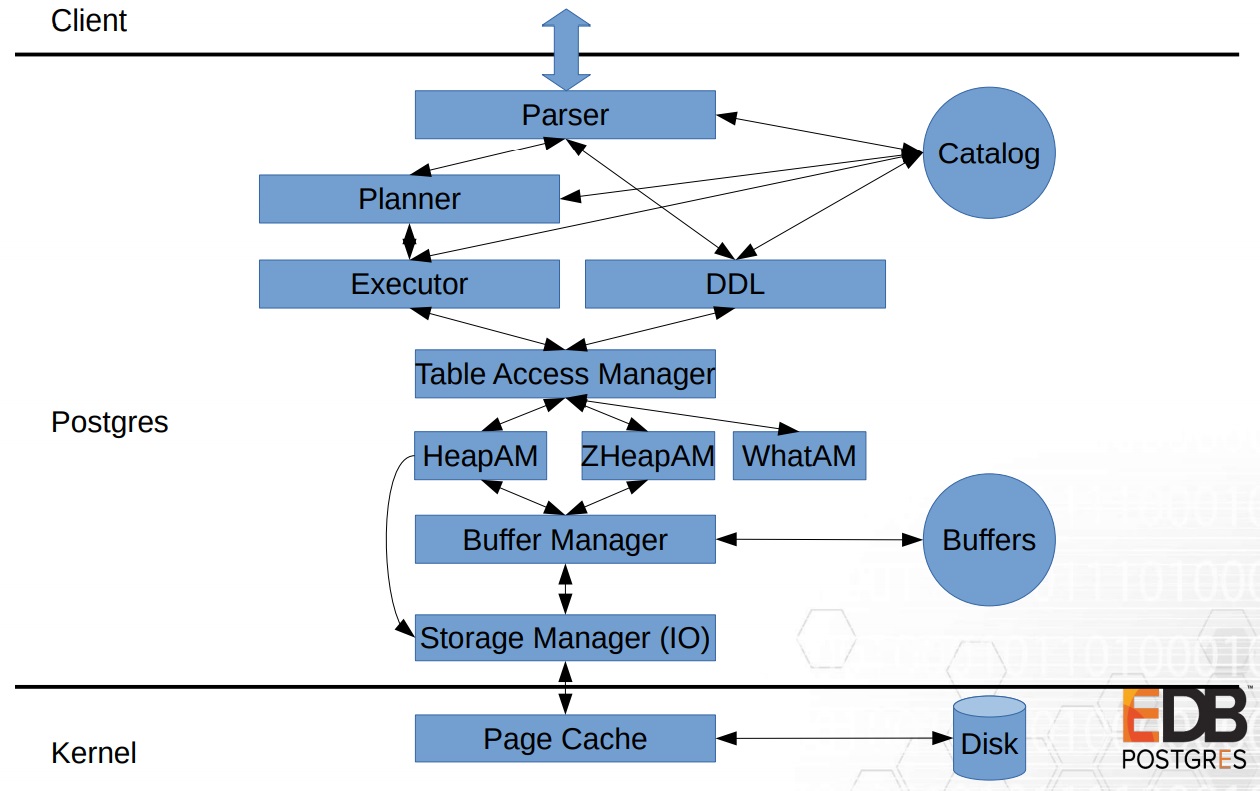 Client
Parser
Catalog
Planner
Executor
DDL
Table Access Manager
Postgres
HeapAM
ZHeapAM
WhatAM
Buffer Manager
Buffers
Storage Manager (IO)
EDB™
POSTGRES
Kernel
Page Cache
Disk